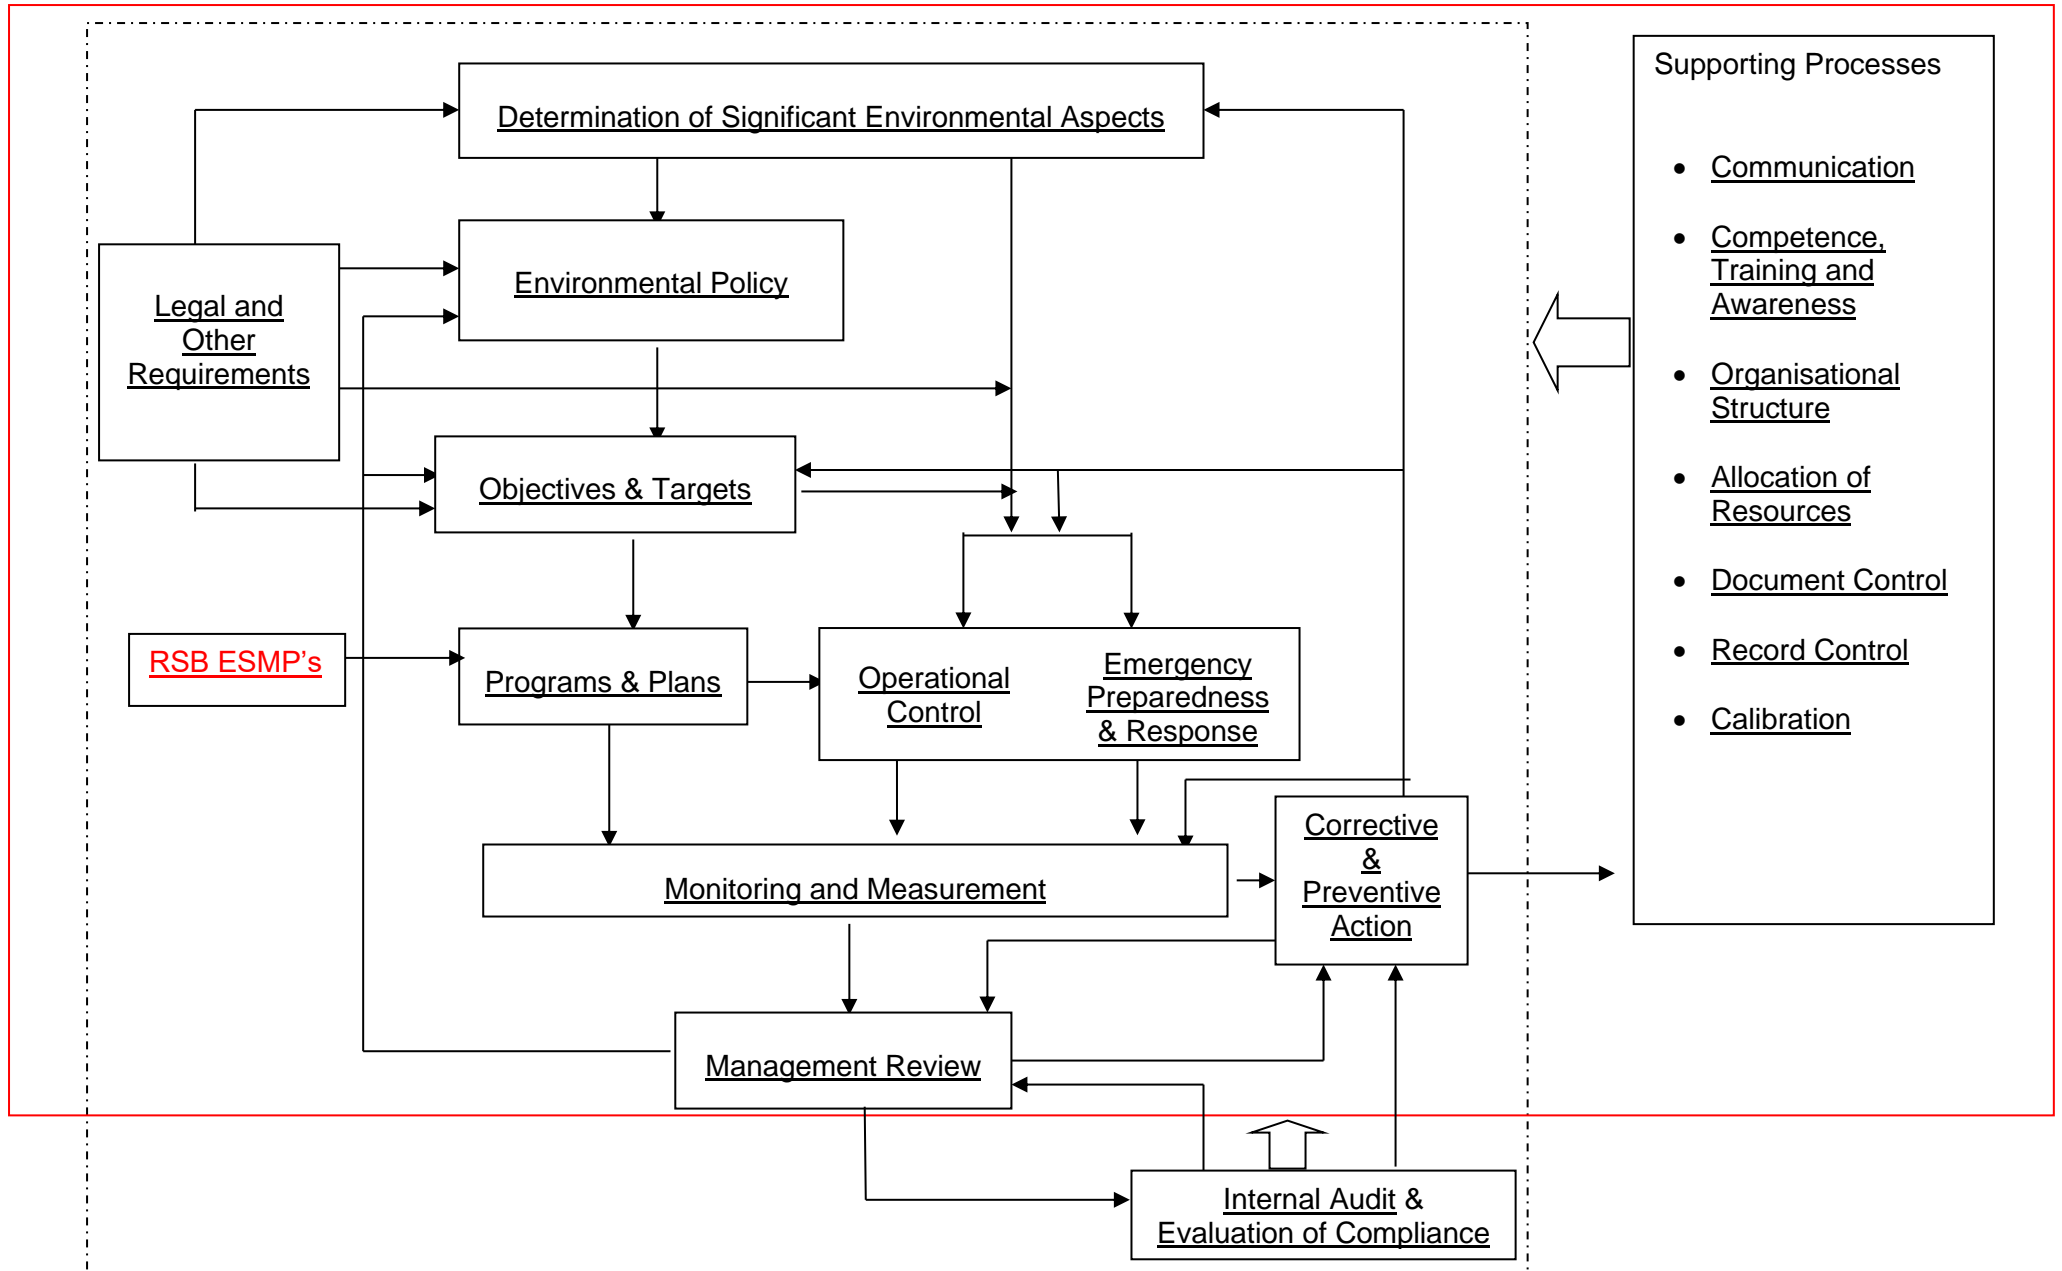 Determination of Significant Environmental Aspects
Environmental Policy
Legal and
Other
Requirements
Objectives & Targets
RSB ESMP’s
Programs & Plans
Operational
Control
Emergency
Preparedness
& Response
Monitoring and Measurement
Corrective
&
Preventive
Action
Management Review
Internal Audit &
Evaluation of Compliance
Supporting Processes
• Communication
• Competence,
Training and
Awareness
• Organisational
Structure
• Allocation of
Resources
• Document Control
• Record Control
• Calibration